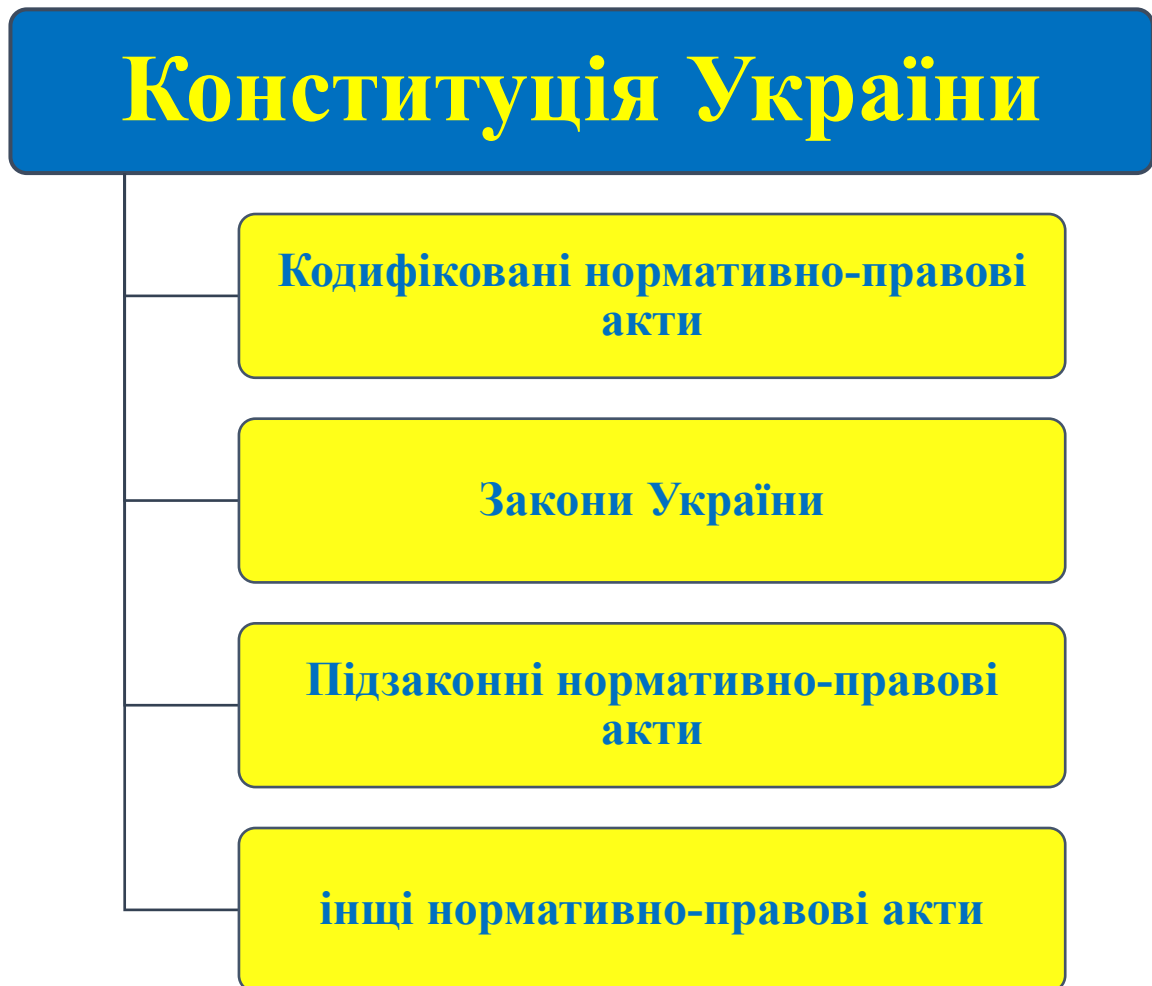 Конституція України
Кодифіковані нормативно-правові
акти
Закони України
Підзаконні нормативно-правові
акти
інщі нормативно-правові акти